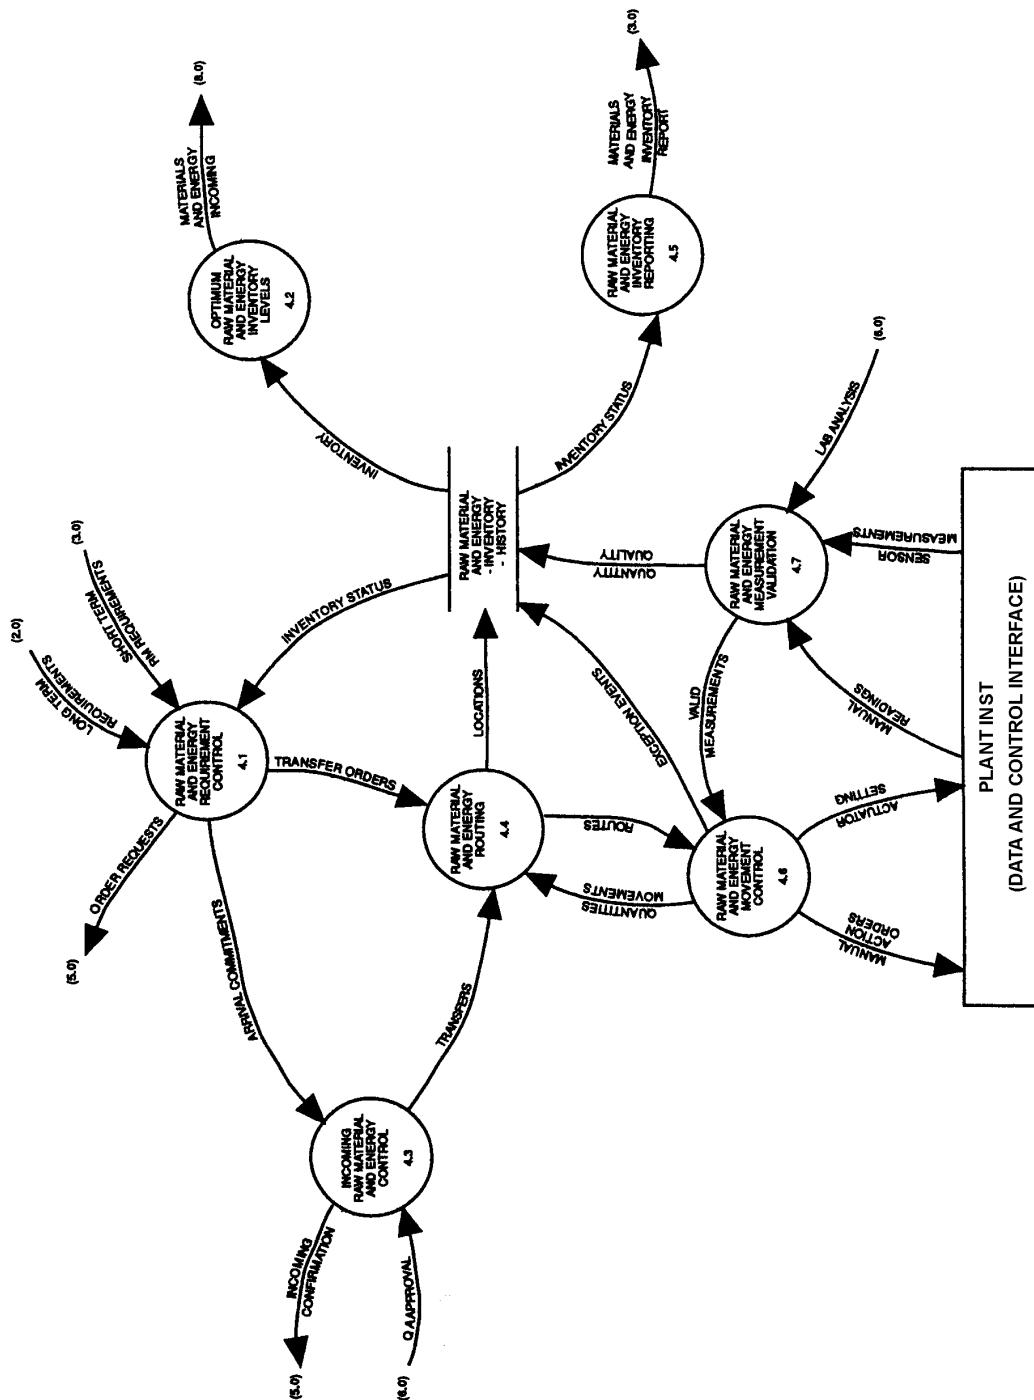 (2.0)
LONG TERM
REQUIREMENTS
(3.0)
SHORT TERM
RM REQUIREMENTS
(5.0)
ORDER REQUESTS
RAW MATERIAL
AND ENERGY
REQUIREMENT
CONTROL
4.1
INVENTORY STATUS
TRANSFER ORDERS
ARRIVAL COMMITMENTS
(5.0)
INCOMING
CONFIRMATION
(6.0)
Q A APPROVAL
INCOMING
RAW MATERIAL
AND ENERGY
CONTROL
4.3
TRANSFERS
RAW MATERIAL
AND ENERGY
ROUTING
4.4
LOCATIONS
RAW MATERIAL
AND ENERGY
- INVENTORY
- HISTORY
INVENTORY
OPTIMUM
RAW MATERIAL
AND ENERGY
INVENTORY
LEVELS
4.2
MATERIALS
AND ENERGY
INCOMING
(8.0)
INVENTORY STATUS
RAW MATERIAL
AND ENERGY
INVENTORY
REPORTING
4.5
MATERIALS
AND ENERGY
INVENTORY
REPORT
(3.0)
QUANTITIES
MOVEMENTS
ROUTES
EXCEPTION EVENTS
QUANTITY
QUALITY
RAW MATERIAL
AND ENERGY
MOVEMENT
CONTROL
4.6
VALID
MEASUREMENTS
RAW MATERIAL
AND ENERGY
MEASUREMENT
VALIDATION
4.7
LAB ANALYSIS
(6.0)
MANUAL
ACTION
ORDERS
ACTUATOR
SETTING
MANUAL
READINGS
SENSOR
MEASUREMENTS
PLANT INST
(DATA AND CONTROL INTERFACE)